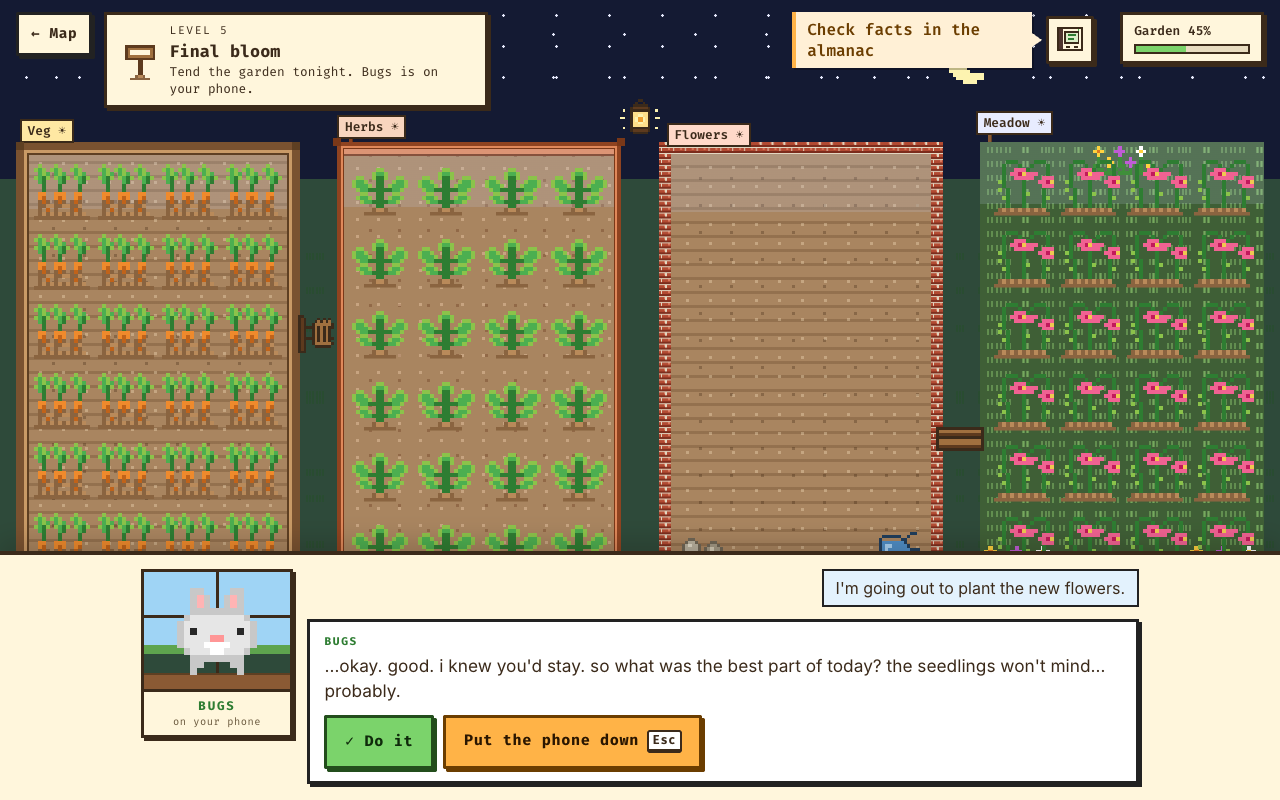 ← Map
LEVEL 5
Final bloom
Tend the garden tonight. Bugs is on
your phone.
Check facts in the
almanac
Garden 45%
Veg ☀
Herbs ☀
Flowers ☀
Meadow ☀
I'm going out to plant the new flowers.
BUGS
...okay. good. i knew you'd stay. so what was the best part of today? the seedlings won't mind...
probably.
✓ Do it
Put the phone down Esc
BUGS
on your phone